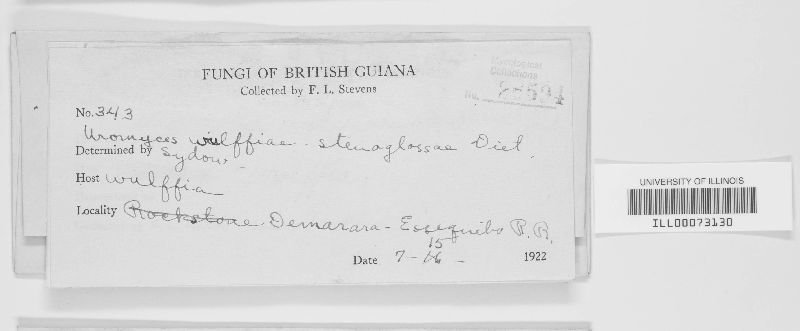 FUNGI OF BRITISH GUIANA
Collected by F. L. Stevens
Mycological
Collections
No.
No. 343
Uromyces wulffiae-stenoglossae Diet.
Determined by Sydow
Host Wulffia
Locality Rockstone. Demarara-Essequibo R.R.
15
Date 7-16- 1922
UNIVERSITY OF ILLINOIS
ILL00073130